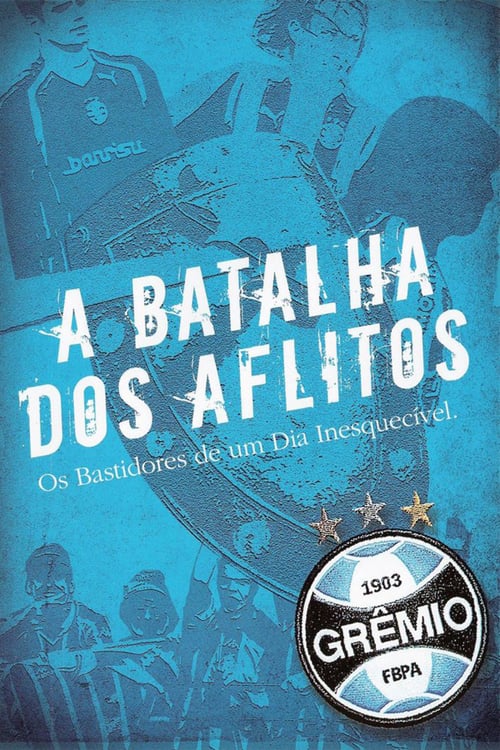 banrisul
A BATALHA
DOS AFLITOS
Os Bastidores de um Dia Inesquecível.
1903
GRÊMIO
FBPA